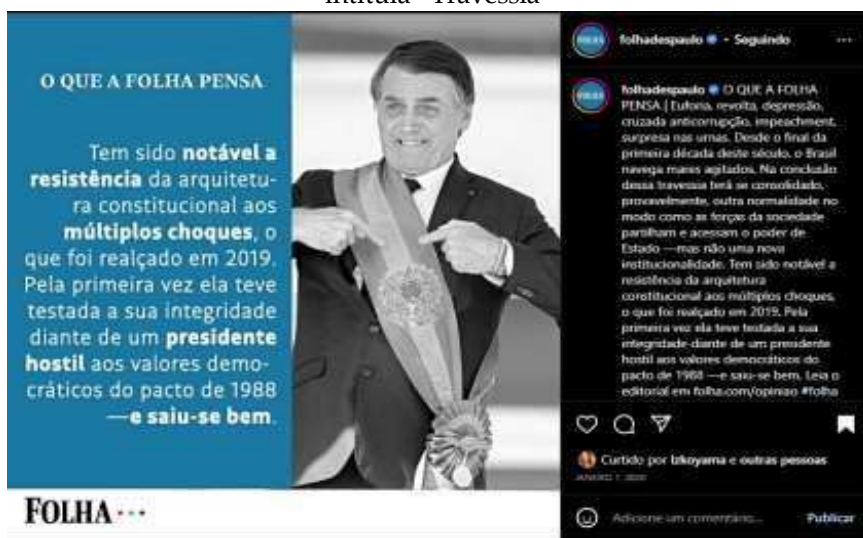 intitula "Travessia"
O QUE A FOLHA PENSA
Tem sido notável a
resistência da arquitetu-
ra constitucional aos
múltiplos choques, o
que foi realçado em 2019.
Pela primeira vez ela teve
testada a sua integridade
diante de um presidente
hostil aos valores demo-
cráticos do pacto de 1988
—e saiu-se bem.
FOLHA
folhadespaulo • Seguindo
folhadespaulo O QUE A FOLHA
PENSA | Euforia, revolta, depressão,
cruzada anticorrupção, impeachment,
surpresa nas urnas. Desde o final da
primeira década deste século, o Brasil
navega mares agitados. Na conclusão
dessa travessia terá se consolidado,
provavelmente, outra normalidade no
modo como as forças da sociedade
partilham e acessam o poder de
Estado —mas não uma nova
institucionalidade. Tem sido notável a
resistência da arquitetura
constitucional aos múltiplos choques,
o que foi realçado em 2019. Pela
primeira vez ela teve testada a sua
integridade diante de um presidente
hostil aos valores democráticos do
pacto de 1988 —e saiu-se bem. Leia o
editorial em folha.com/opiniao #folha
Curtido por lzkoyama e outras pessoas
JANEIRO 1, 2020
Adicione um comentário... Publicar